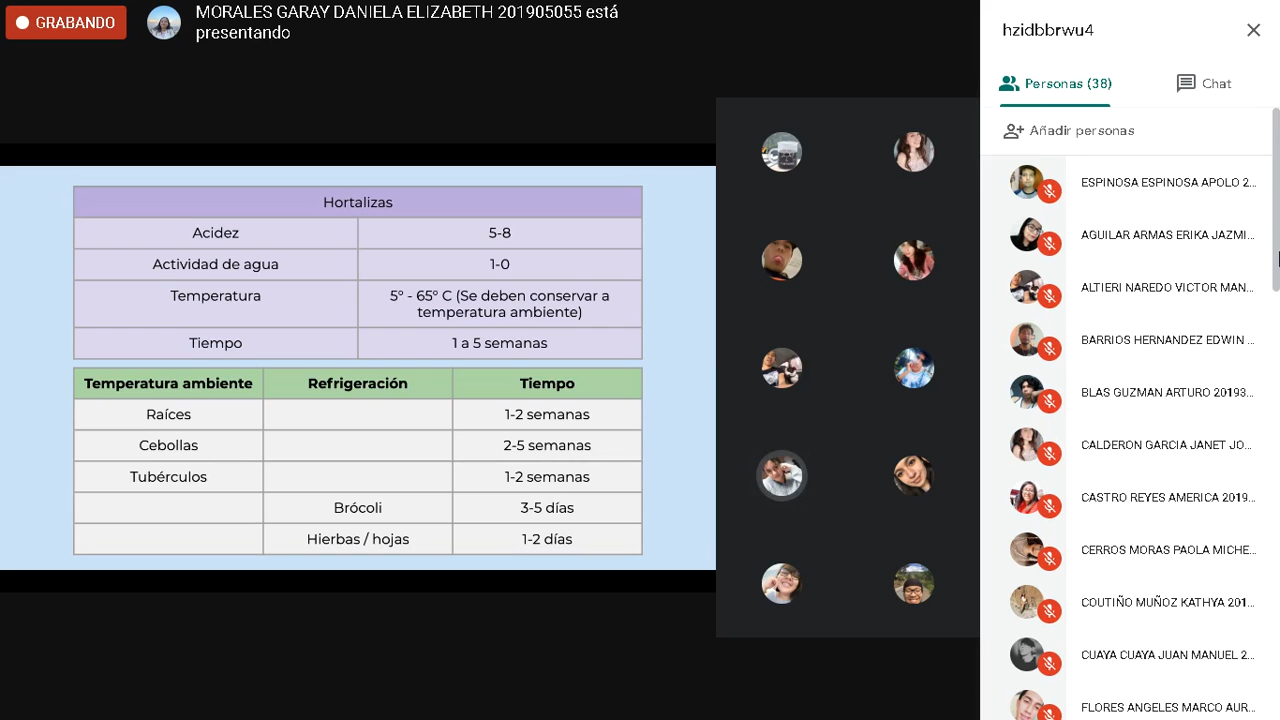 GRABANDO
MORALES GARAY DANIELA ELIZABETH 201905055 está
presentando
Hortalizas
Acidez 5-8
Actividad de agua 1-0
Temperatura 5° - 65° C (Se deben conservar a
temperatura ambiente)
Tiempo 1 a 5 semanas
Temperatura ambiente Refrigeración Tiempo
Raíces 1-2 semanas
Cebollas 2-5 semanas
Tubérculos 1-2 semanas
Brócoli 3-5 días
Hierbas / hojas 1-2 días
hzidbbrwu4
Personas (38) Chat
Añadir personas
ESPINOSA ESPINOSA APOLO 2...
AGUILAR ARMAS ERIKA JAZMI...
ALTIERI NAREDO VICTOR MAN...
BARRIOS HERNANDEZ EDWIN ...
BLAS GUZMAN ARTURO 20193...
CALDERON GARCIA JANET JO...
CASTRO REYES AMERICA 2019...
CERROS MORAS PAOLA MICHE...
COUTIÑO MUÑOZ KATHYA 201...
CUAYA CUAYA JUAN MANUEL 2...
FLORES ANGELES MARCO AUR...